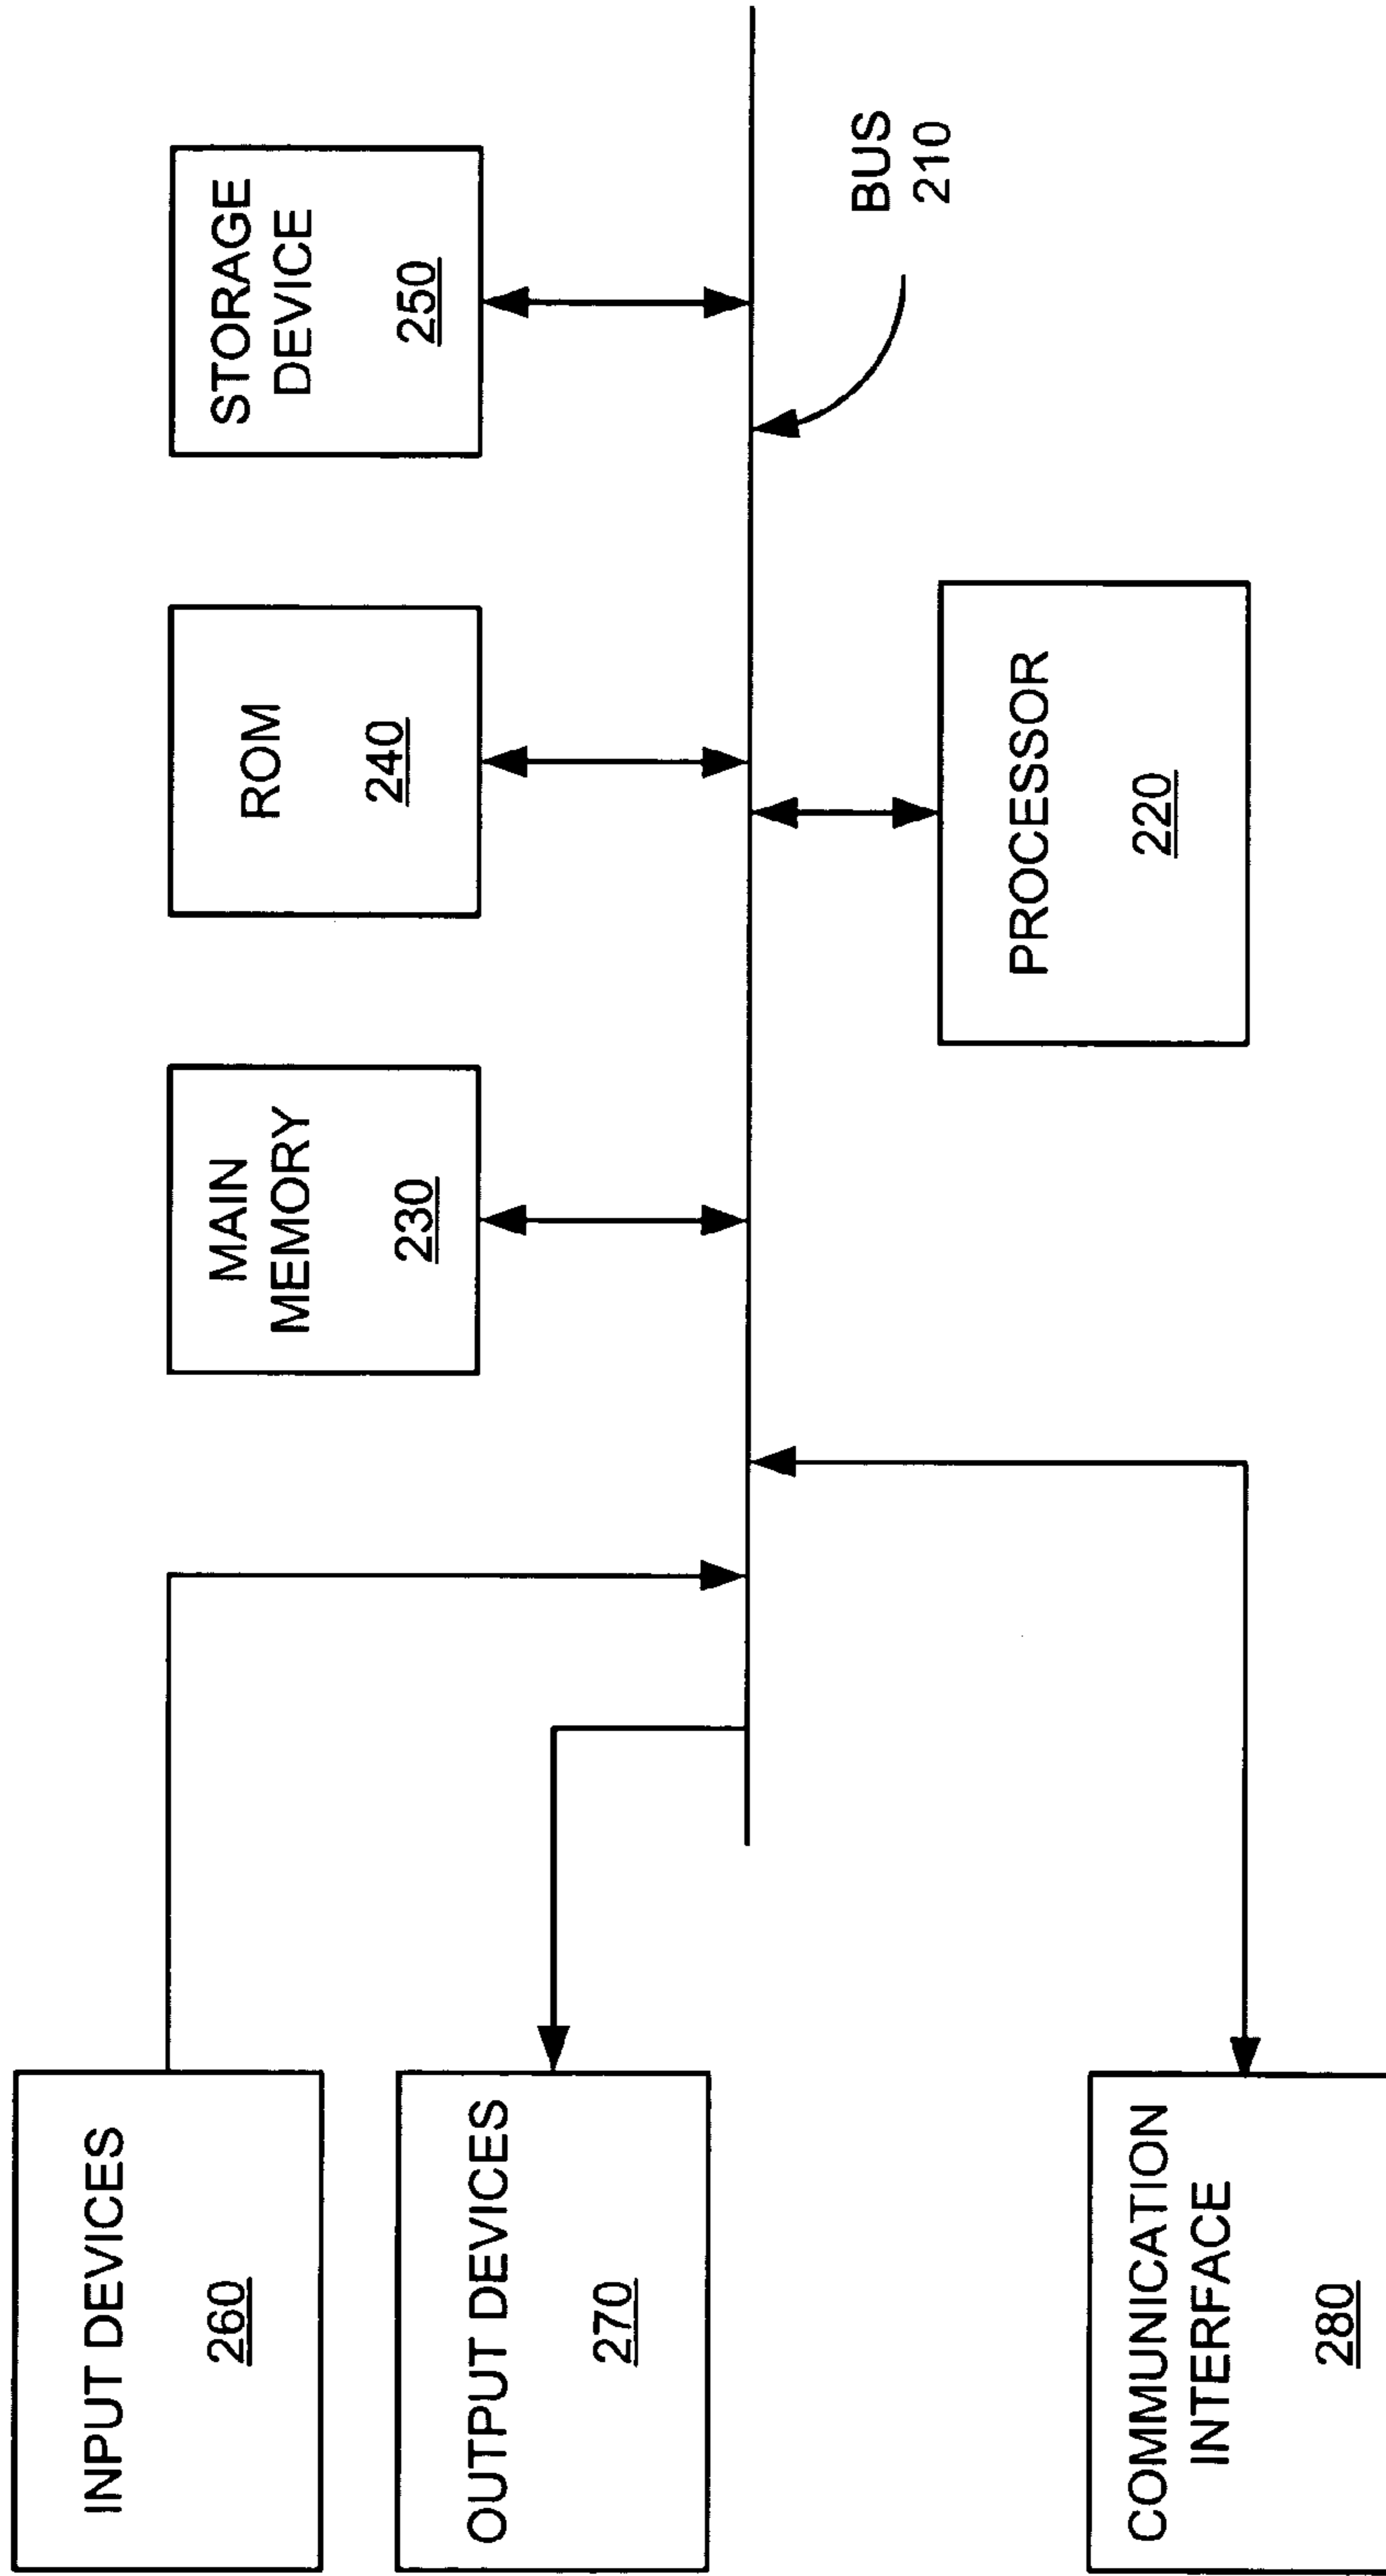 INPUT DEVICES
260
OUTPUT DEVICES
270
COMMUNICATION
INTERFACE
280
MAIN
MEMORY
230
ROM
240
STORAGE
DEVICE
250
PROCESSOR
220
BUS
210